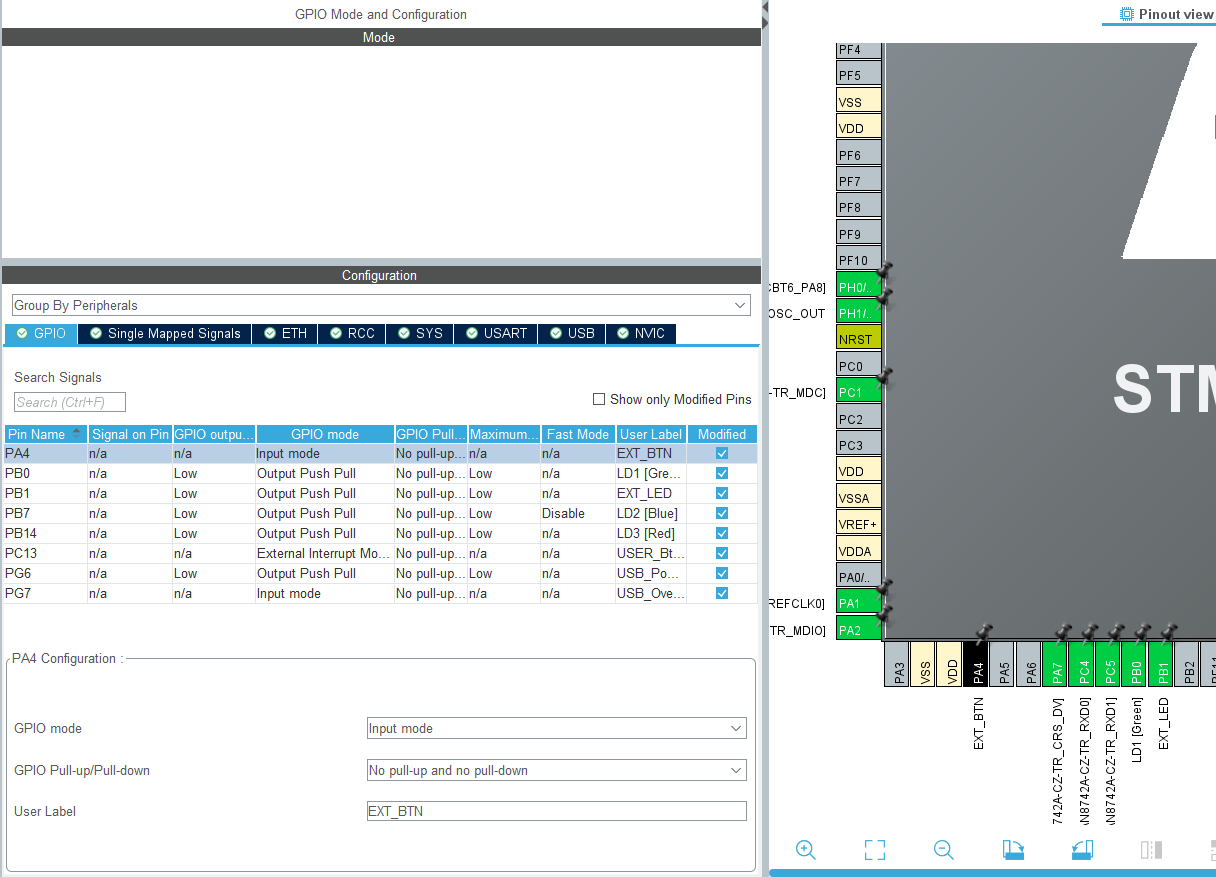 GPIO Mode and Configuration
Mode
Configuration
Group By Peripherals
GPIO Single Mapped Signals ETH RCC SYS USART USB NVIC
Search Signals
Search (Ctrl+F)
Show only Modified Pins
Pin Name Signal on Pin GPIO outpu... GPIO mode GPIO Pull... Maximum... Fast Mode User Label Modified
PA4 n/a n/a Input mode No pull-up... n/a n/a EXT_BTN
PB0 n/a Low Output Push Pull No pull-up... Low n/a LD1 [Gre...
PB1 n/a Low Output Push Pull No pull-up... Low n/a EXT_LED
PB7 n/a Low Output Push Pull No pull-up... Low Disable LD2 [Blue]
PB14 n/a Low Output Push Pull No pull-up... Low n/a LD3 [Red]
PC13 n/a n/a External Interrupt Mo... No pull-up... n/a n/a USER_Bt...
PG6 n/a Low Output Push Pull No pull-up... Low n/a USB_Po...
PG7 n/a n/a Input mode No pull-up... n/a n/a USB_Ove...
PA4 Configuration :
GPIO mode Input mode
GPIO Pull-up/Pull-down No pull-up and no pull-down
User Label EXT_BTN
Pinout view
PF4
PF5
VSS
VDD
PF6
PF7
PF8
PF9
PF10
CBT6_PA8] PH0/..
OSC_OUT PH1/..
NRST
PC0
-TR_MDC] PC1
PC2
PC3
VDD
VSSA
VREF+
VDDA
PA0/..
REFCLK0] PA1
TR_MDIO] PA2
STM
PA3
VSS
VDD
PA4
PA5
PA6
PA7
PC4
PC5
PB0
PB1
PB2
PF11
EXT_BTN
742A-CZ-TR_CRS_DV]
AN8742A-CZ-TR_RXD0]
AN8742A-CZ-TR_RXD1]
LD1 [Green]
EXT_LED